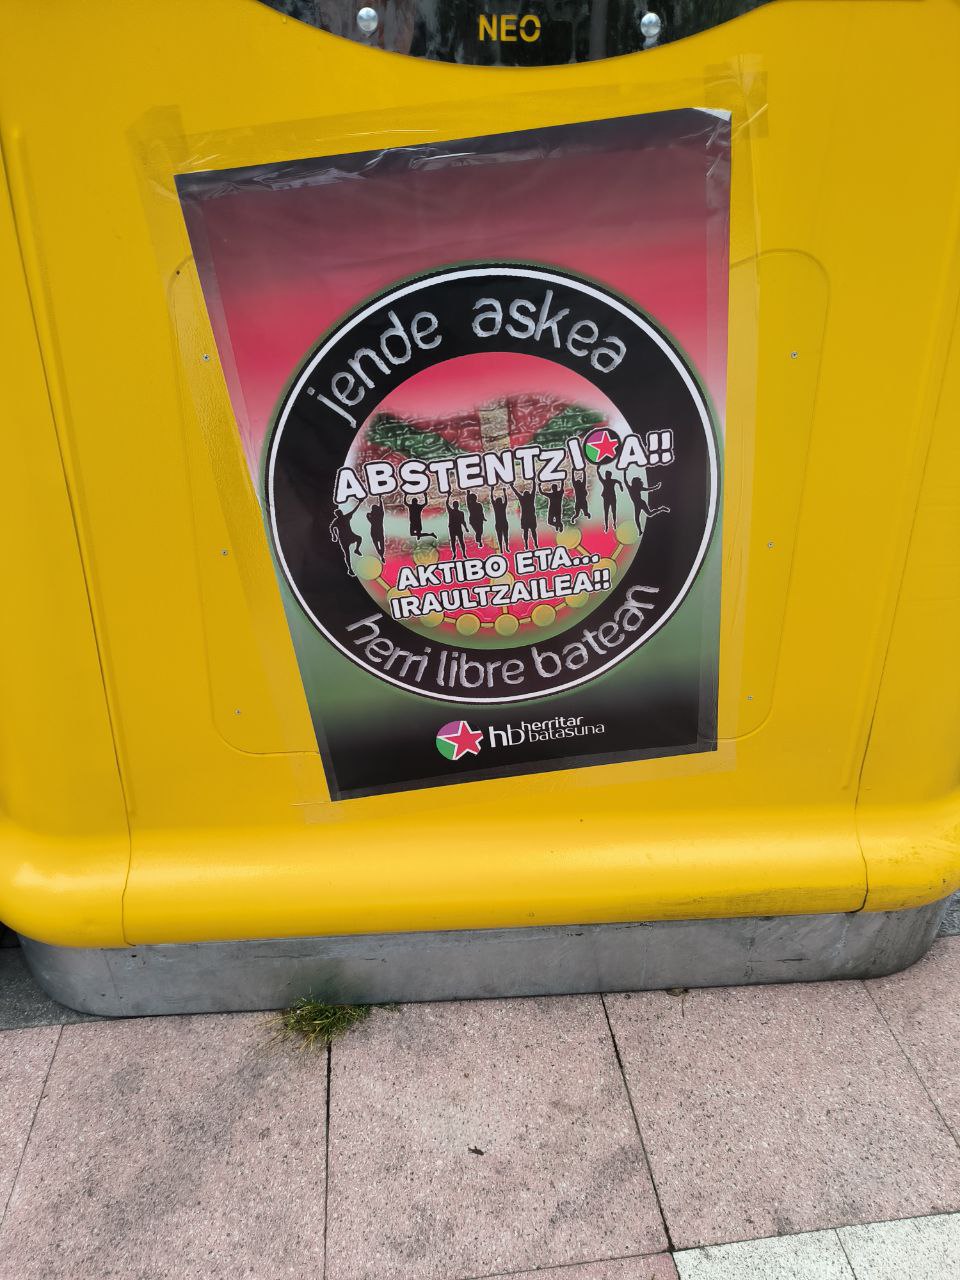 NEO
jende askea
ABSTENTZIOA!!
AKTIBO ETA...
IRAULTZAILEA!!
herri libre batean
hb herritar
batasuna